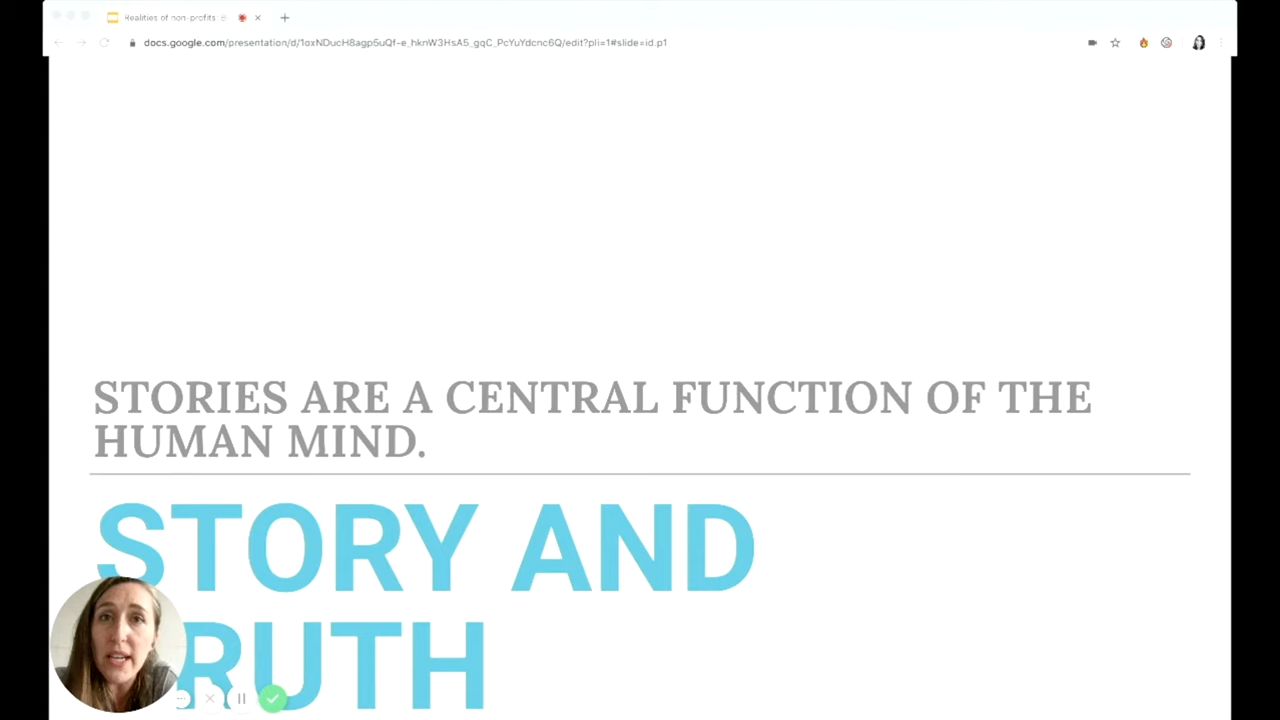 Realities of non-profits:
docs.google.com/presentation/d/1oxNDucH8agp5uQf-e_hknW3HsA5_gqC_PcYuYdcnc6Q/edit?pli=1#slide=id.p1
STORIES ARE A CENTRAL FUNCTION OF THE
HUMAN MIND.
STORY AND
TRUTH